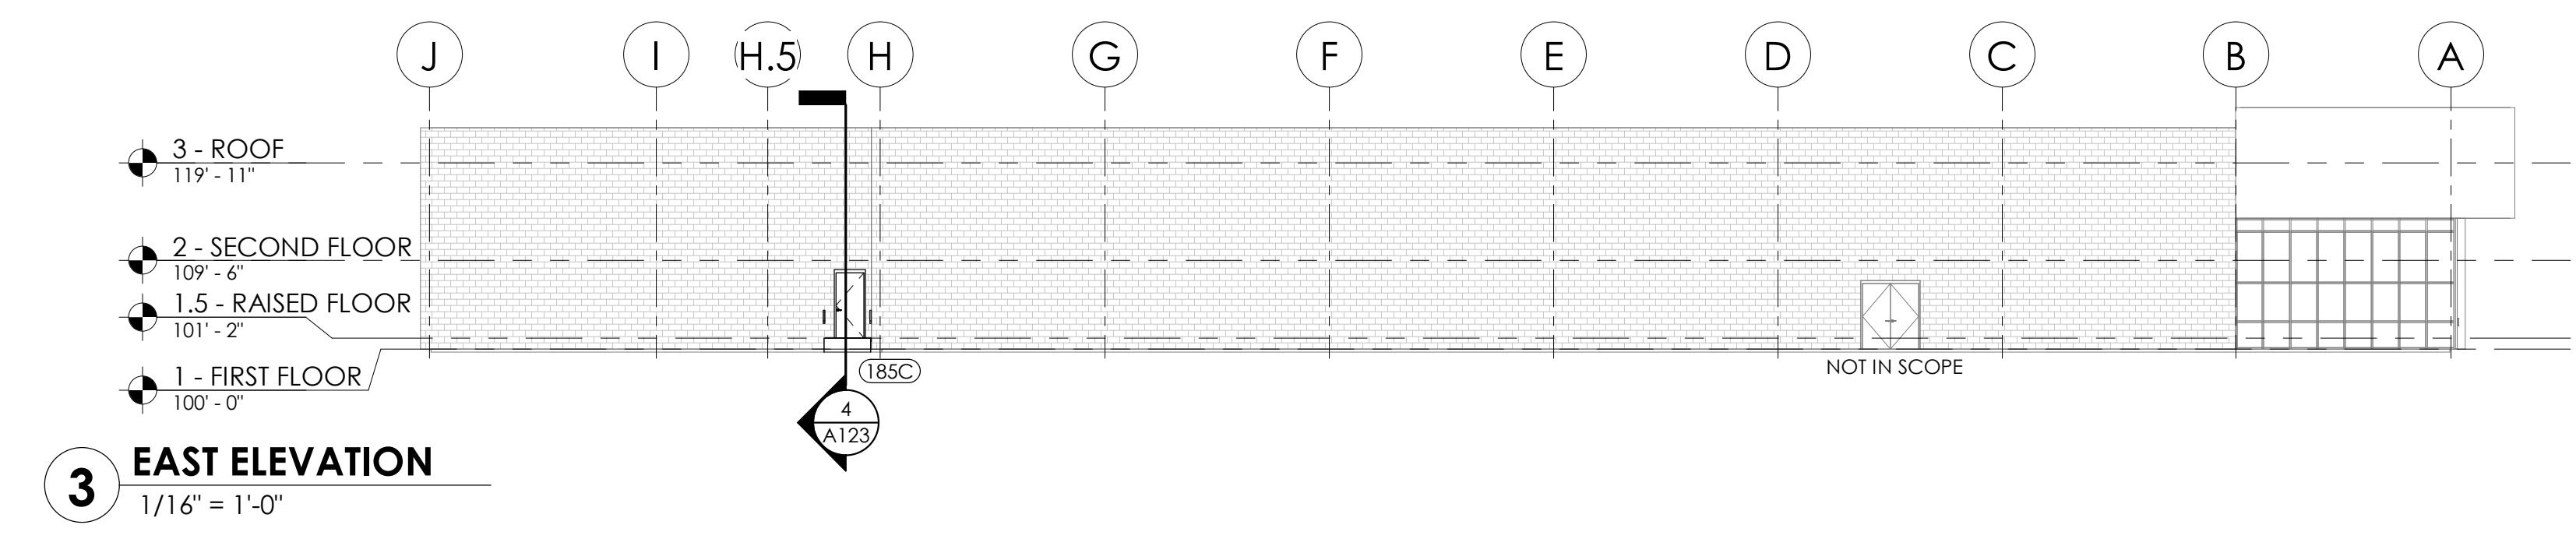 J I H.5 H G F E D C B A
3 - ROOF
119' - 11"
2 - SECOND FLOOR
109' - 6"
1.5 - RAISED FLOOR
101' - 2"
1 - FIRST FLOOR
100' - 0"
185C
NOT IN SCOPE
4
A123
3 EAST ELEVATION
1/16" = 1'-0"